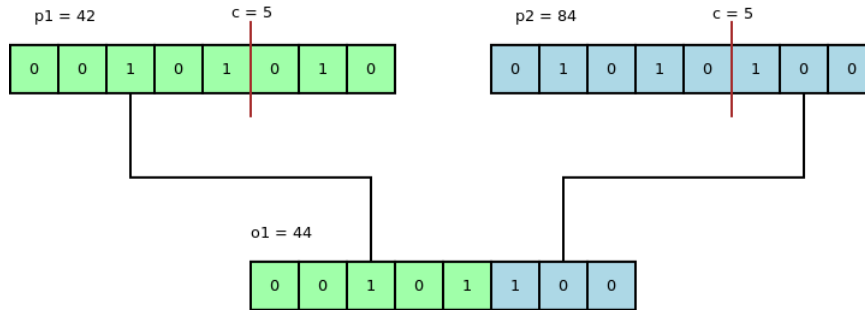 p1 = 42
c = 5
0 0 1 0 1 0 1 0
p2 = 84
c = 5
0 1 0 1 0 1 0 0
o1 = 44
0 0 1 0 1 1 0 0